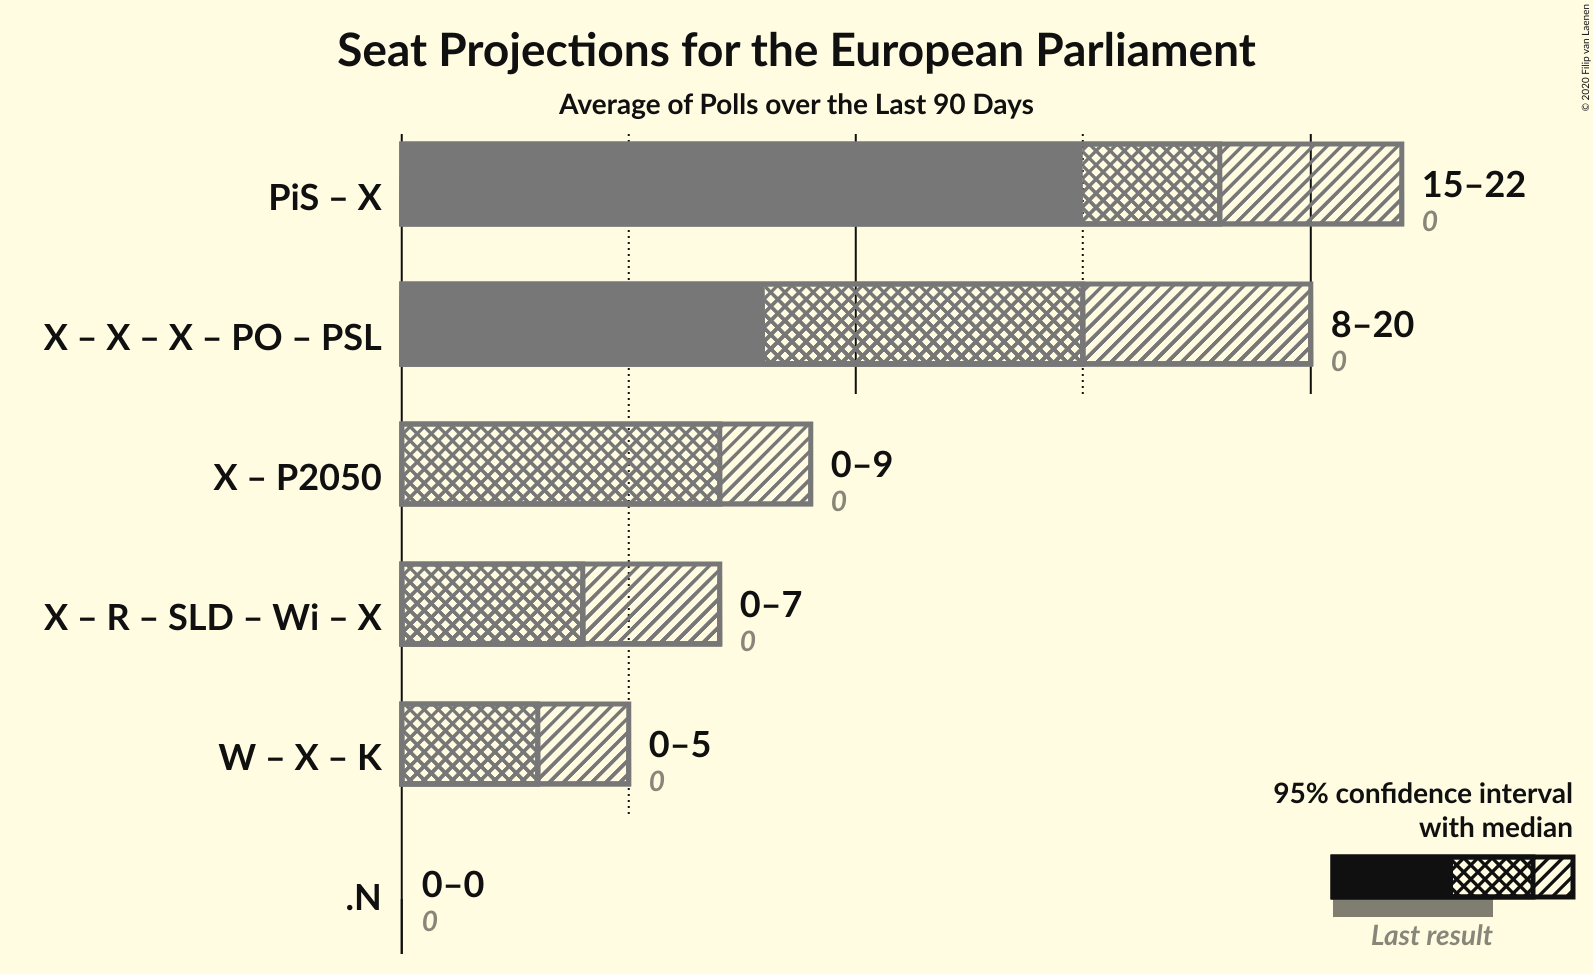 Seat Projections for the European Parliament
Average of Polls over the Last 90 Days
© 2020 Filip van Laenen
PiS – X
15–22
0
X – X – X – PO – PSL
8–20
0
X – P2050
0–9
0
X – R – SLD – Wi – X
0–7
0
W – X – K
0–5
0
.N
0–0
0
95% confidence interval
with median
Last result